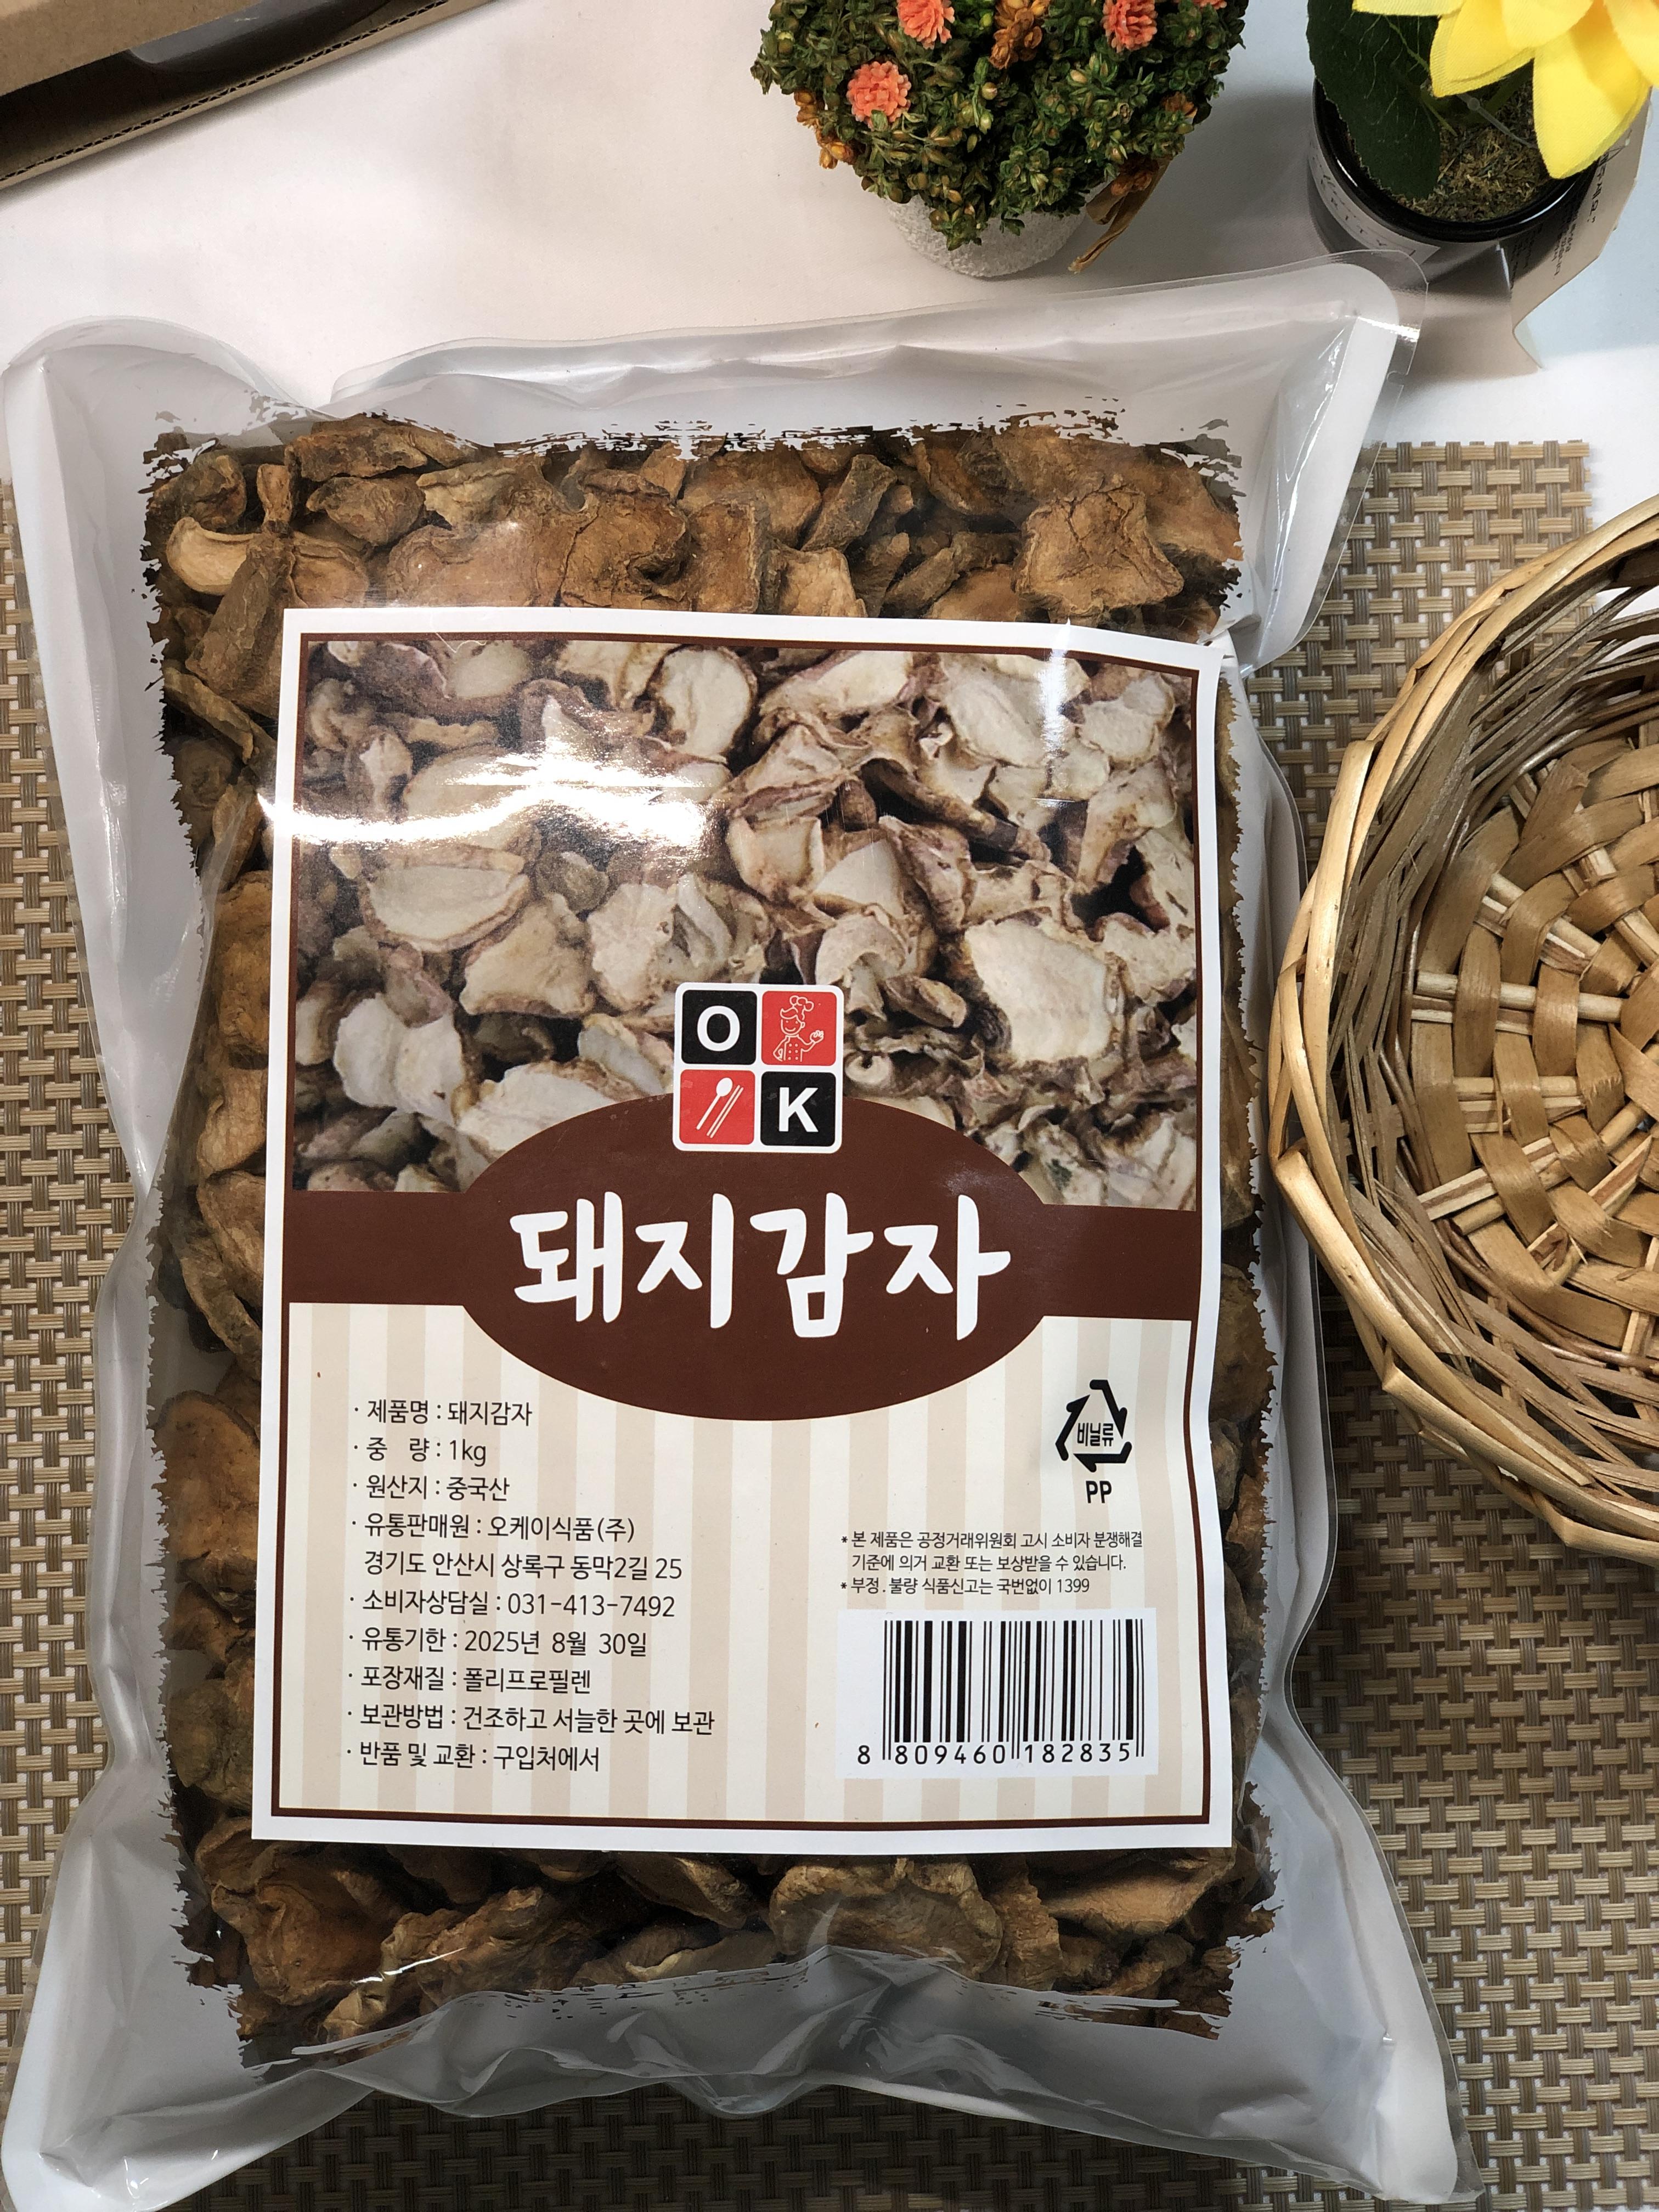 O
K
돼지감자
· 제품명 : 돼지감자
· 중 량 : 1kg
· 원산지 : 중국산
· 유통판매원 : 오케이식품(주)
경기도 안산시 상록구 동막2길 25
· 소비자상담실 : 031-413-7492
· 유통기한 : 2025년 8월 30일
· 포장재질 : 폴리프로필렌
· 보관방법 : 건조하고 서늘한 곳에 보관
· 반품 및 교환 : 구입처에서
비닐류
PP
* 본 제품은 공정거래위원회 고시 소비자 분쟁해결
기준에 의거 교환 또는 보상받을 수 있습니다.
* 부정 . 불량 식품신고는 국번없이 1399
8 809460 182835